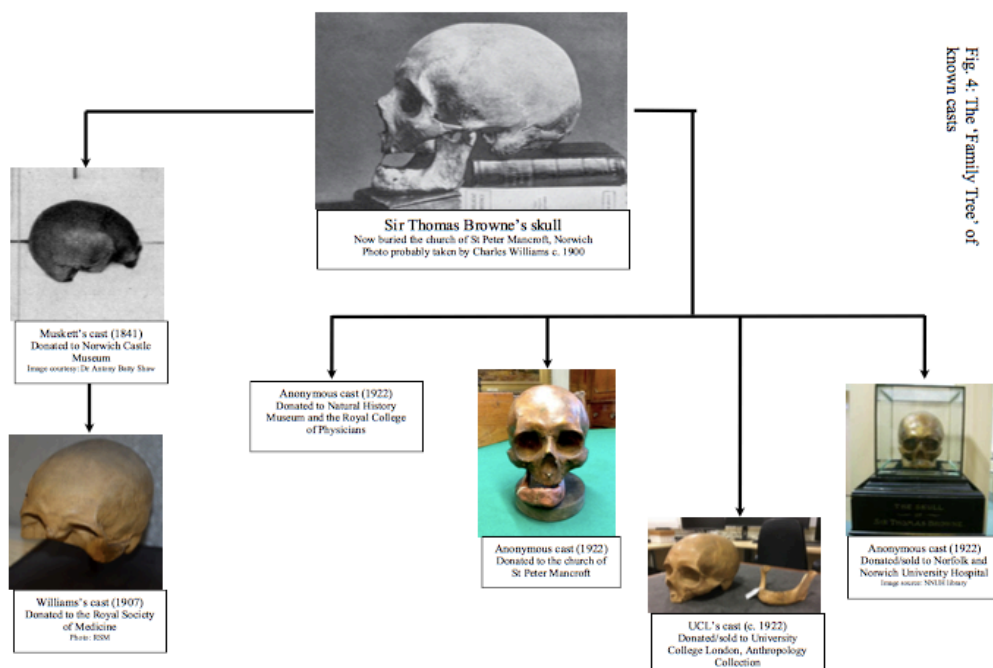 Fig. 4: The ‘Family Tree’ of
known casts
Sir Thomas Browne’s skull
Now buried the church of St Peter Mancroft, Norwich
Photo probably taken by Charles Williams c. 1900
Muskett’s cast (1841)
Donated to Norwich Castle
Museum
Image courtesy: Dr Antony Batty Shaw
Williams’s cast (1907)
Donated to the Royal Society
of Medicine
Photo: RSM
Anonymous cast (1922)
Donated to Natural History
Museum and the Royal College
of Physicians
Anonymous cast (1922)
Donated to the church of
St Peter Mancroft
UCL’s cast (c. 1922)
Donated/sold to University
College London, Anthropology
Collection
THE SKULL
OF
SIR THOMAS BROWNE
Anonymous cast (1922)
Donated/sold to Norfolk and
Norwich University Hospital
Image source: library